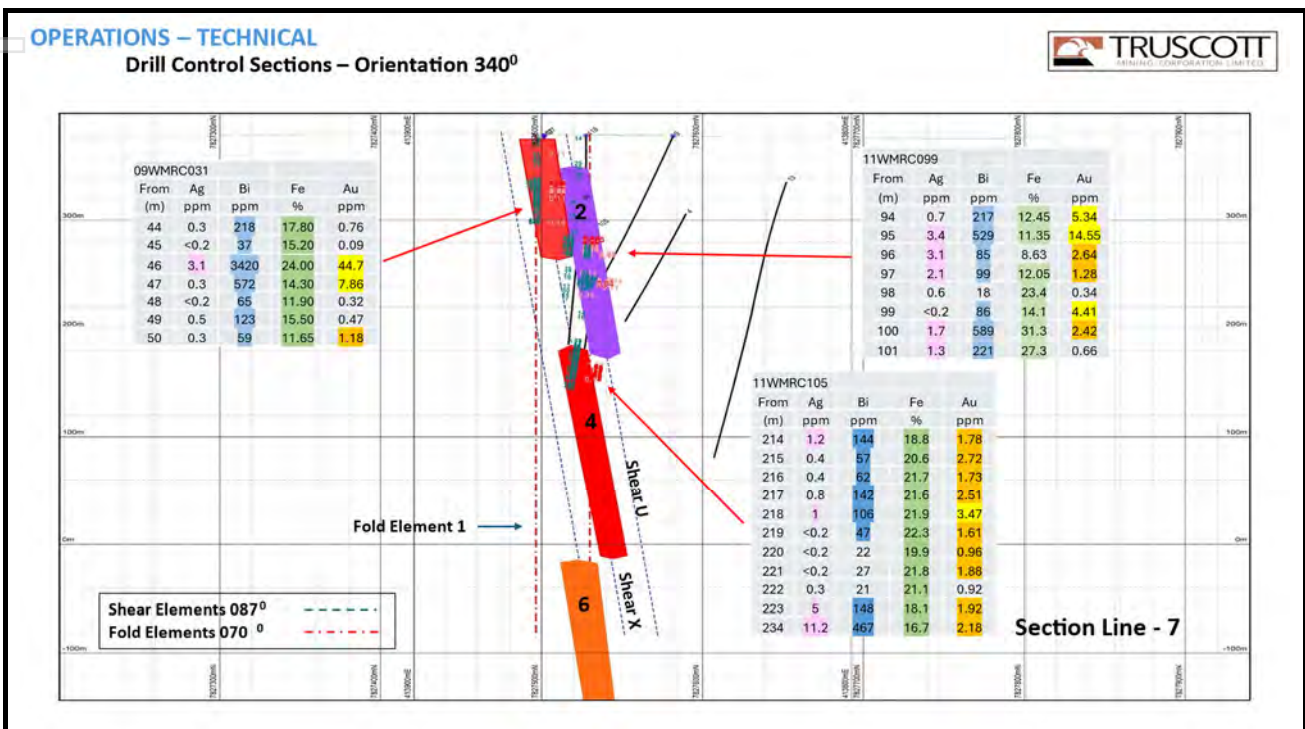 OPERATIONS – TECHNICAL
Drill Control Sections – Orientation 340⁰
TRUSCOTT
MINING CORPORATION LIMITED
09WMRC031
From Ag Bi Fe Au
(m) ppm ppm % ppm
44 0.3 218 17.80 0.76
45 <0.2 37 15.20 0.09
46 3.1 3420 24.00 44.7
47 0.3 572 14.30 7.86
48 <0.2 65 11.90 0.32
49 0.5 123 15.50 0.47
50 0.3 59 11.65 1.18
11WMRC099
From Ag Bi Fe Au
(m) ppm ppm % ppm
94 0.7 217 12.45 5.34
95 3.4 529 11.35 14.55
96 3.1 85 8.63 2.64
97 2.1 99 12.05 1.28
98 0.6 18 23.4 0.34
99 <0.2 86 14.1 4.41
100 1.7 589 31.3 2.42
101 1.3 221 27.3 0.66
11WMRC105
From Ag Bi Fe Au
(m) ppm ppm % ppm
214 1.2 144 18.8 1.78
215 0.4 57 20.6 2.72
216 0.4 62 21.7 1.73
217 0.8 142 21.6 2.51
218 1 106 21.9 3.47
219 <0.2 47 22.3 1.61
220 <0.2 22 19.9 0.96
221 <0.2 27 21.8 1.88
222 0.3 21 21.1 0.92
223 5 148 18.1 1.92
234 11.2 467 16.7 2.18
300m
300m
200m
200m
100m
100m
0m
0m
-100m
-100m
2
4
6
Shear U
Shear X
Fold Element 1
Shear Elements 087⁰
Fold Elements 070 ⁰
Section Line - 7